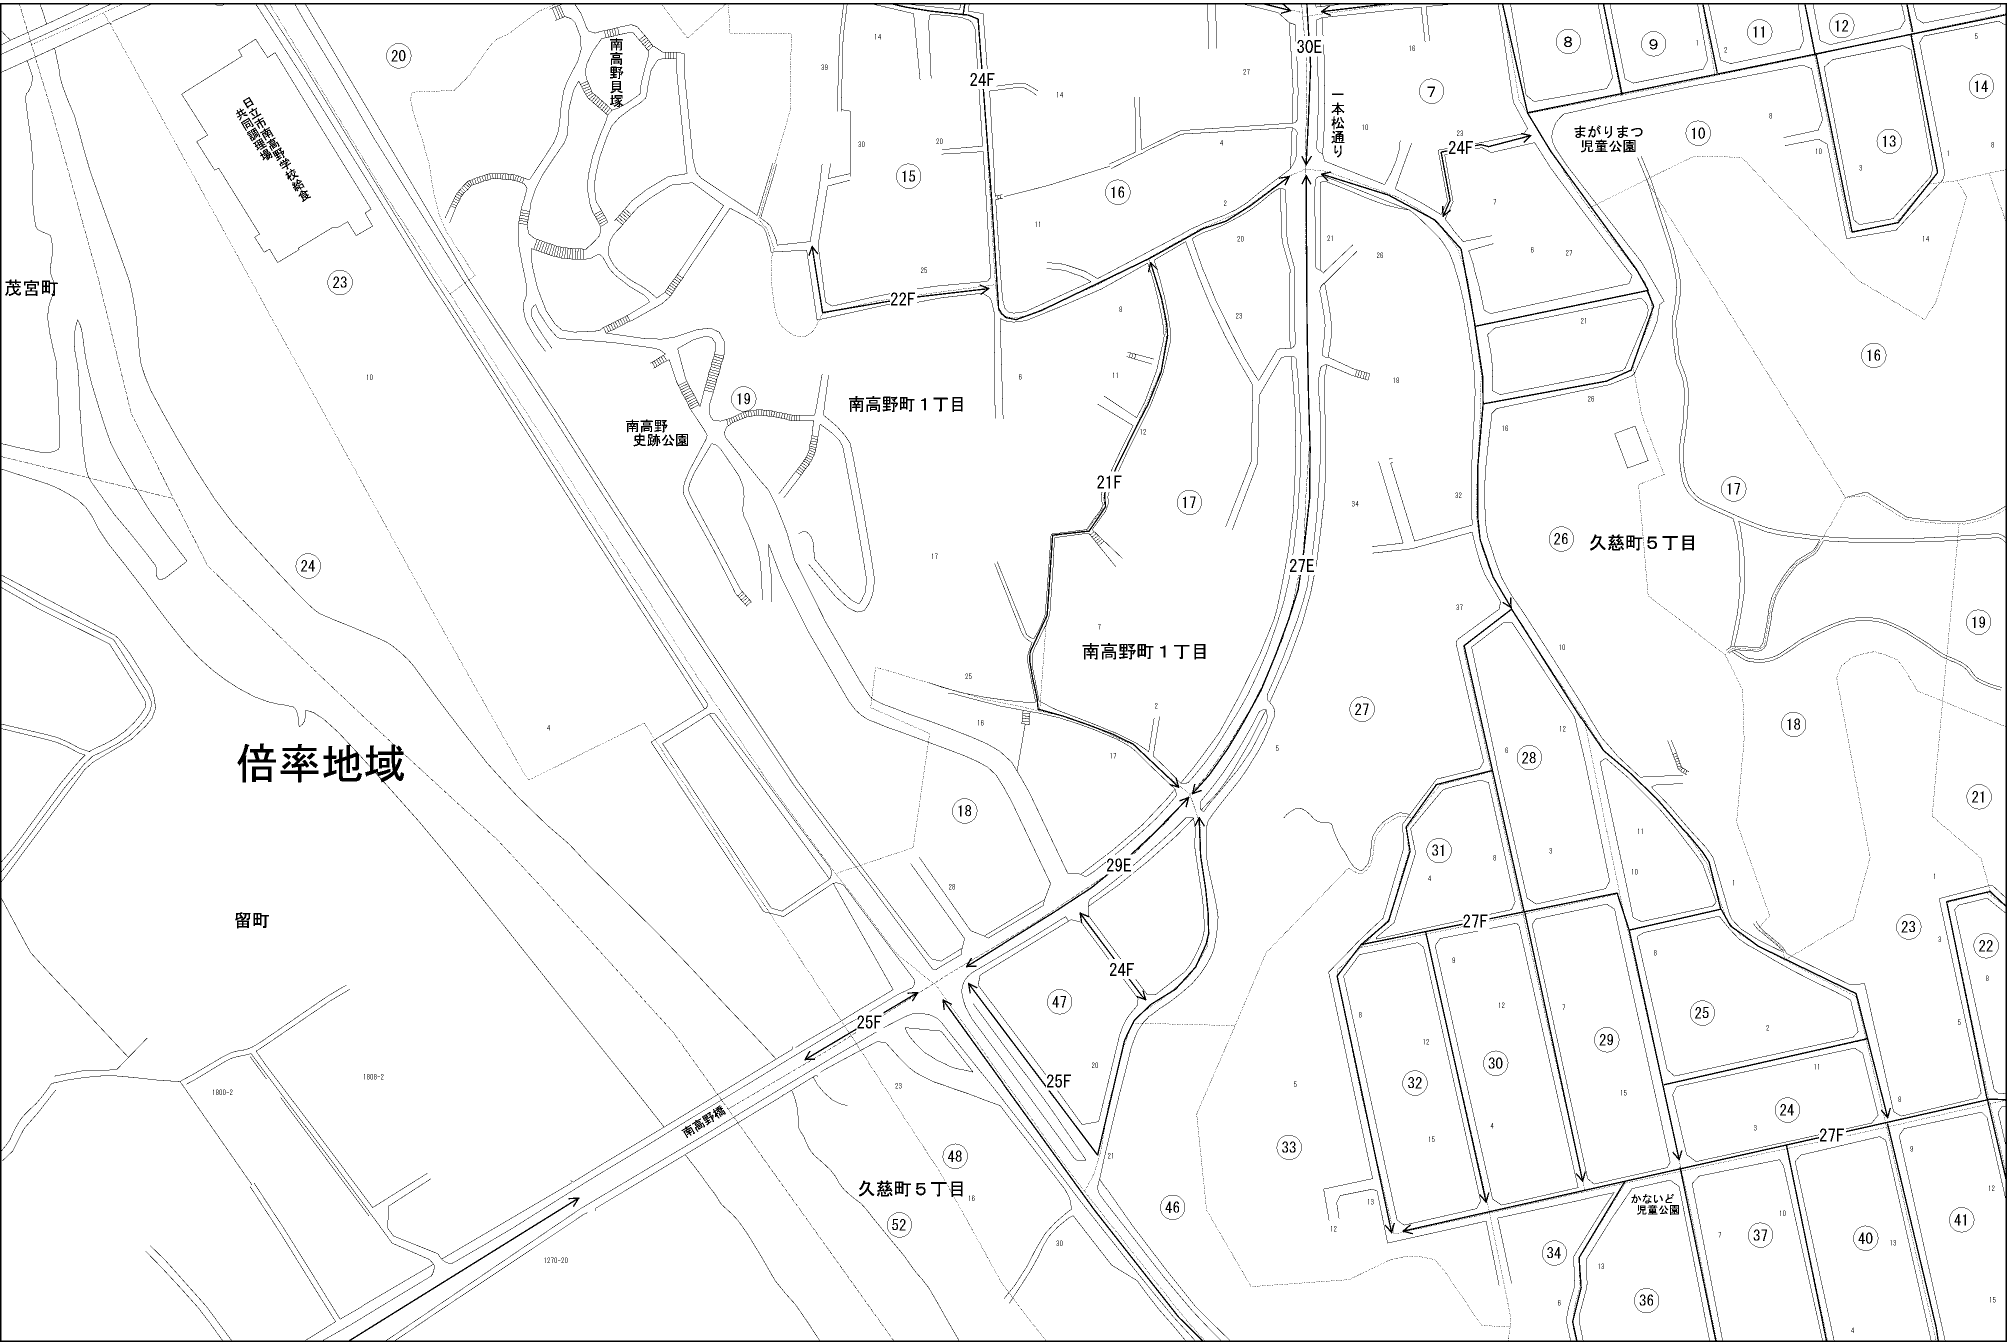 30E
⑧
⑨
⑪
⑫
⑳
南高野貝塚
日立市南高野学校給食
共同調理場
24F
⑦
⑭
一本松通り
まがりまつ
児童公園
⑩
⑬
24F
⑮
⑯
㉓
茂宮町
22F
⑯
⑲
南高野町１丁目
南高野
史跡公園
21F
⑰
⑰
㉖
久慈町５丁目
㉔
27E
⑲
南高野町１丁目
㉗
⑱
倍率地域
㉘
㉑
⑱
29E
㉛
留町
27F
㉓
㉒
24F
㊼
25F
㉕
25F
㉙
㉚
㉜
南高野橋
㉔
27F
㉝
㊽
久慈町５丁目
かないど
児童公園
52
㊻
㉞
㊲
㊵
㊶
㊱
1800-2
1808-2
1270-20